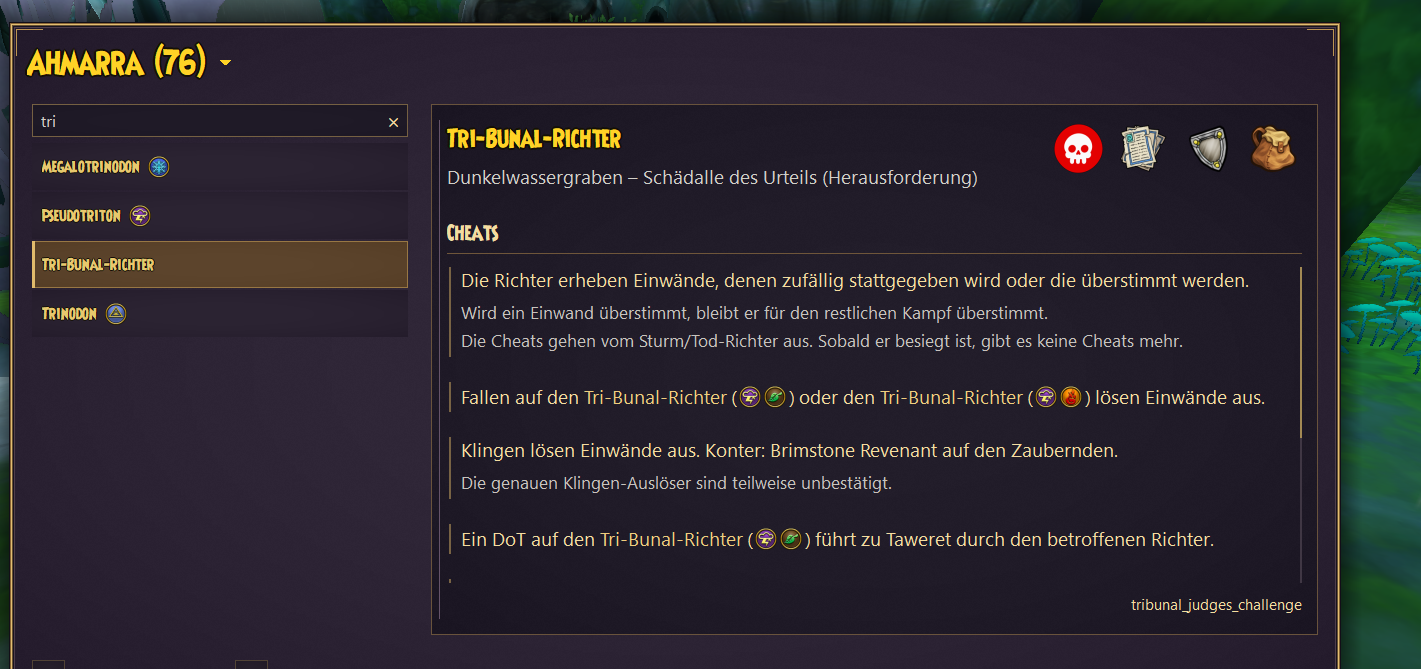 Ahmarra (76)
tri ×
Megalotrinodon
Pseudotriton
Tri-Bunal-Richter
Trinodon
Tri-Bunal-Richter
Dunkelwassergraben – Schädalle des Urteils (Herausforderung)
Cheats
Die Richter erheben Einwände, denen zufällig stattgegeben wird oder die überstimmt werden.
Wird ein Einwand überstimmt, bleibt er für den restlichen Kampf überstimmt.
Die Cheats gehen vom Sturm/Tod-Richter aus. Sobald er besiegt ist, gibt es keine Cheats mehr.
Fallen auf den Tri-Bunal-Richter ( ) oder den Tri-Bunal-Richter ( ) lösen Einwände aus.
Klingen lösen Einwände aus. Konter: Brimstone Revenant auf den Zaubernden.
Die genauen Klingen-Auslöser sind teilweise unbestätigt.
Ein DoT auf den Tri-Bunal-Richter ( ) führt zu Taweret durch den betroffenen Richter.
tribunal_judges_challenge